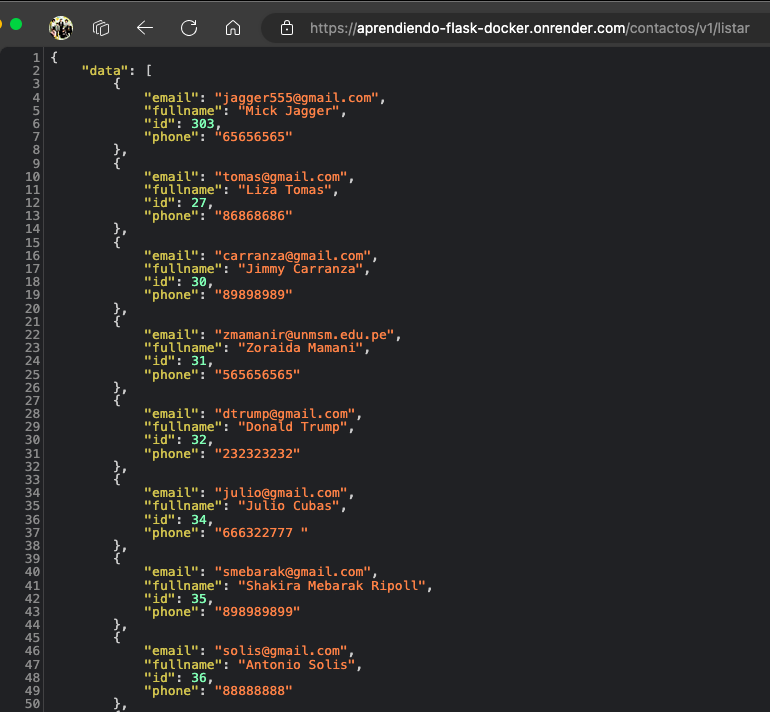 https://aprendiendo-flask-docker.onrender.com/contactos/v1/listar
1 {
2 "data": [
3 {
4 "email": "jagger555@gmail.com",
5 "fullname": "Mick Jagger",
6 "id": 303,
7 "phone": "65656565"
8 },
9 {
10 "email": "tomas@gmail.com",
11 "fullname": "Liza Tomas",
12 "id": 27,
13 "phone": "86868686"
14 },
15 {
16 "email": "carranza@gmail.com",
17 "fullname": "Jimmy Carranza",
18 "id": 30,
19 "phone": "89898989"
20 },
21 {
22 "email": "zmamanir@unmsm.edu.pe",
23 "fullname": "Zoraida Mamani",
24 "id": 31,
25 "phone": "565656565"
26 },
27 {
28 "email": "dtrump@gmail.com",
29 "fullname": "Donald Trump",
30 "id": 32,
31 "phone": "232323232"
32 },
33 {
34 "email": "julio@gmail.com",
35 "fullname": "Julio Cubas",
36 "id": 34,
37 "phone": "666322777 "
38 },
39 {
40 "email": "smebarak@gmail.com",
41 "fullname": "Shakira Mebarak Ripoll",
42 "id": 35,
43 "phone": "898989899"
44 },
45 {
46 "email": "solis@gmail.com",
47 "fullname": "Antonio Solis",
48 "id": 36,
49 "phone": "88888888"
50 },